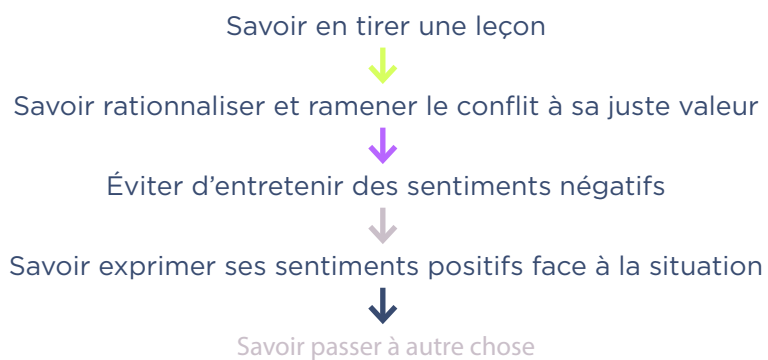 Savoir en tirer une leçon
Savoir rationnaliser et ramener le conflit à sa juste valeur
Éviter d’entretenir des sentiments négatifs
Savoir exprimer ses sentiments positifs face à la situation
Savoir passer à autre chose